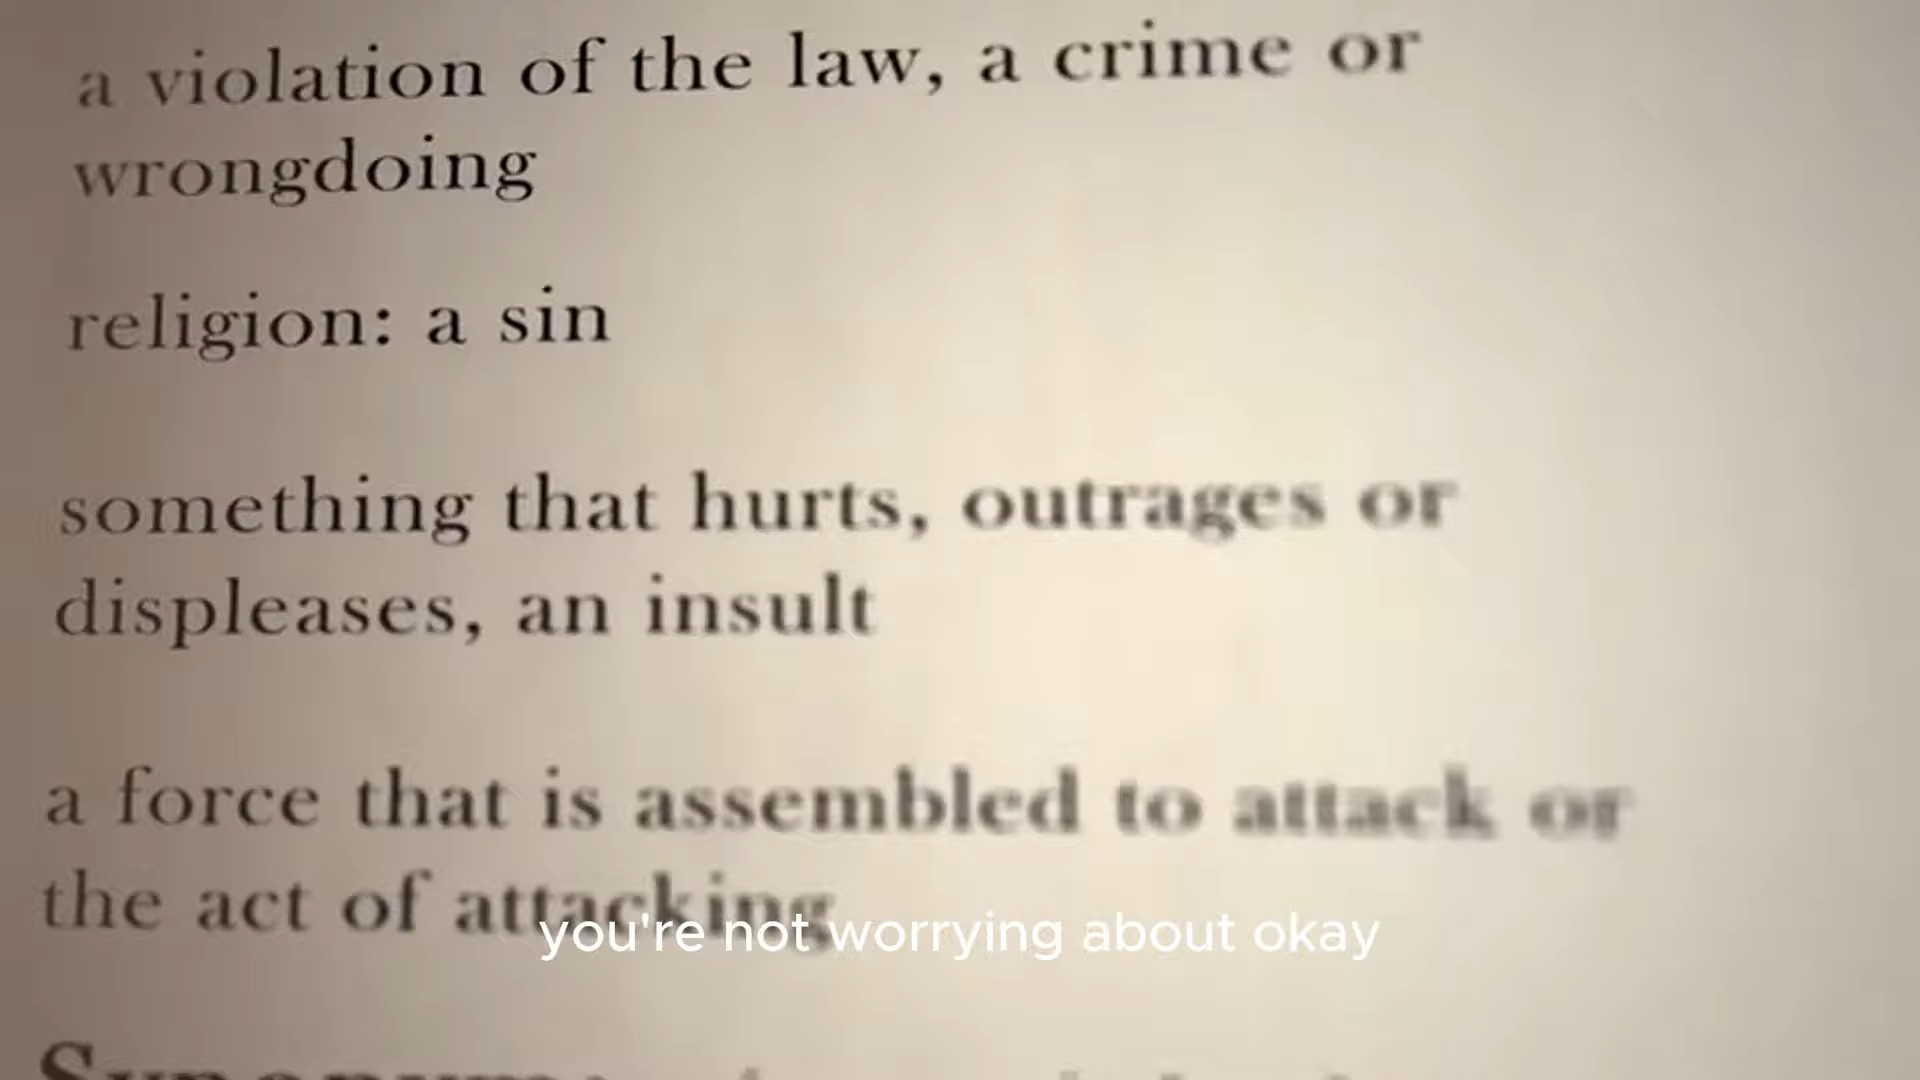 a violation of the law, a crime or
wrongdoing
religion: a sin
something that hurts, outrages or
displeases, an insult
a force that is assembled to attack or
the act of attacking
you're not worrying about okay